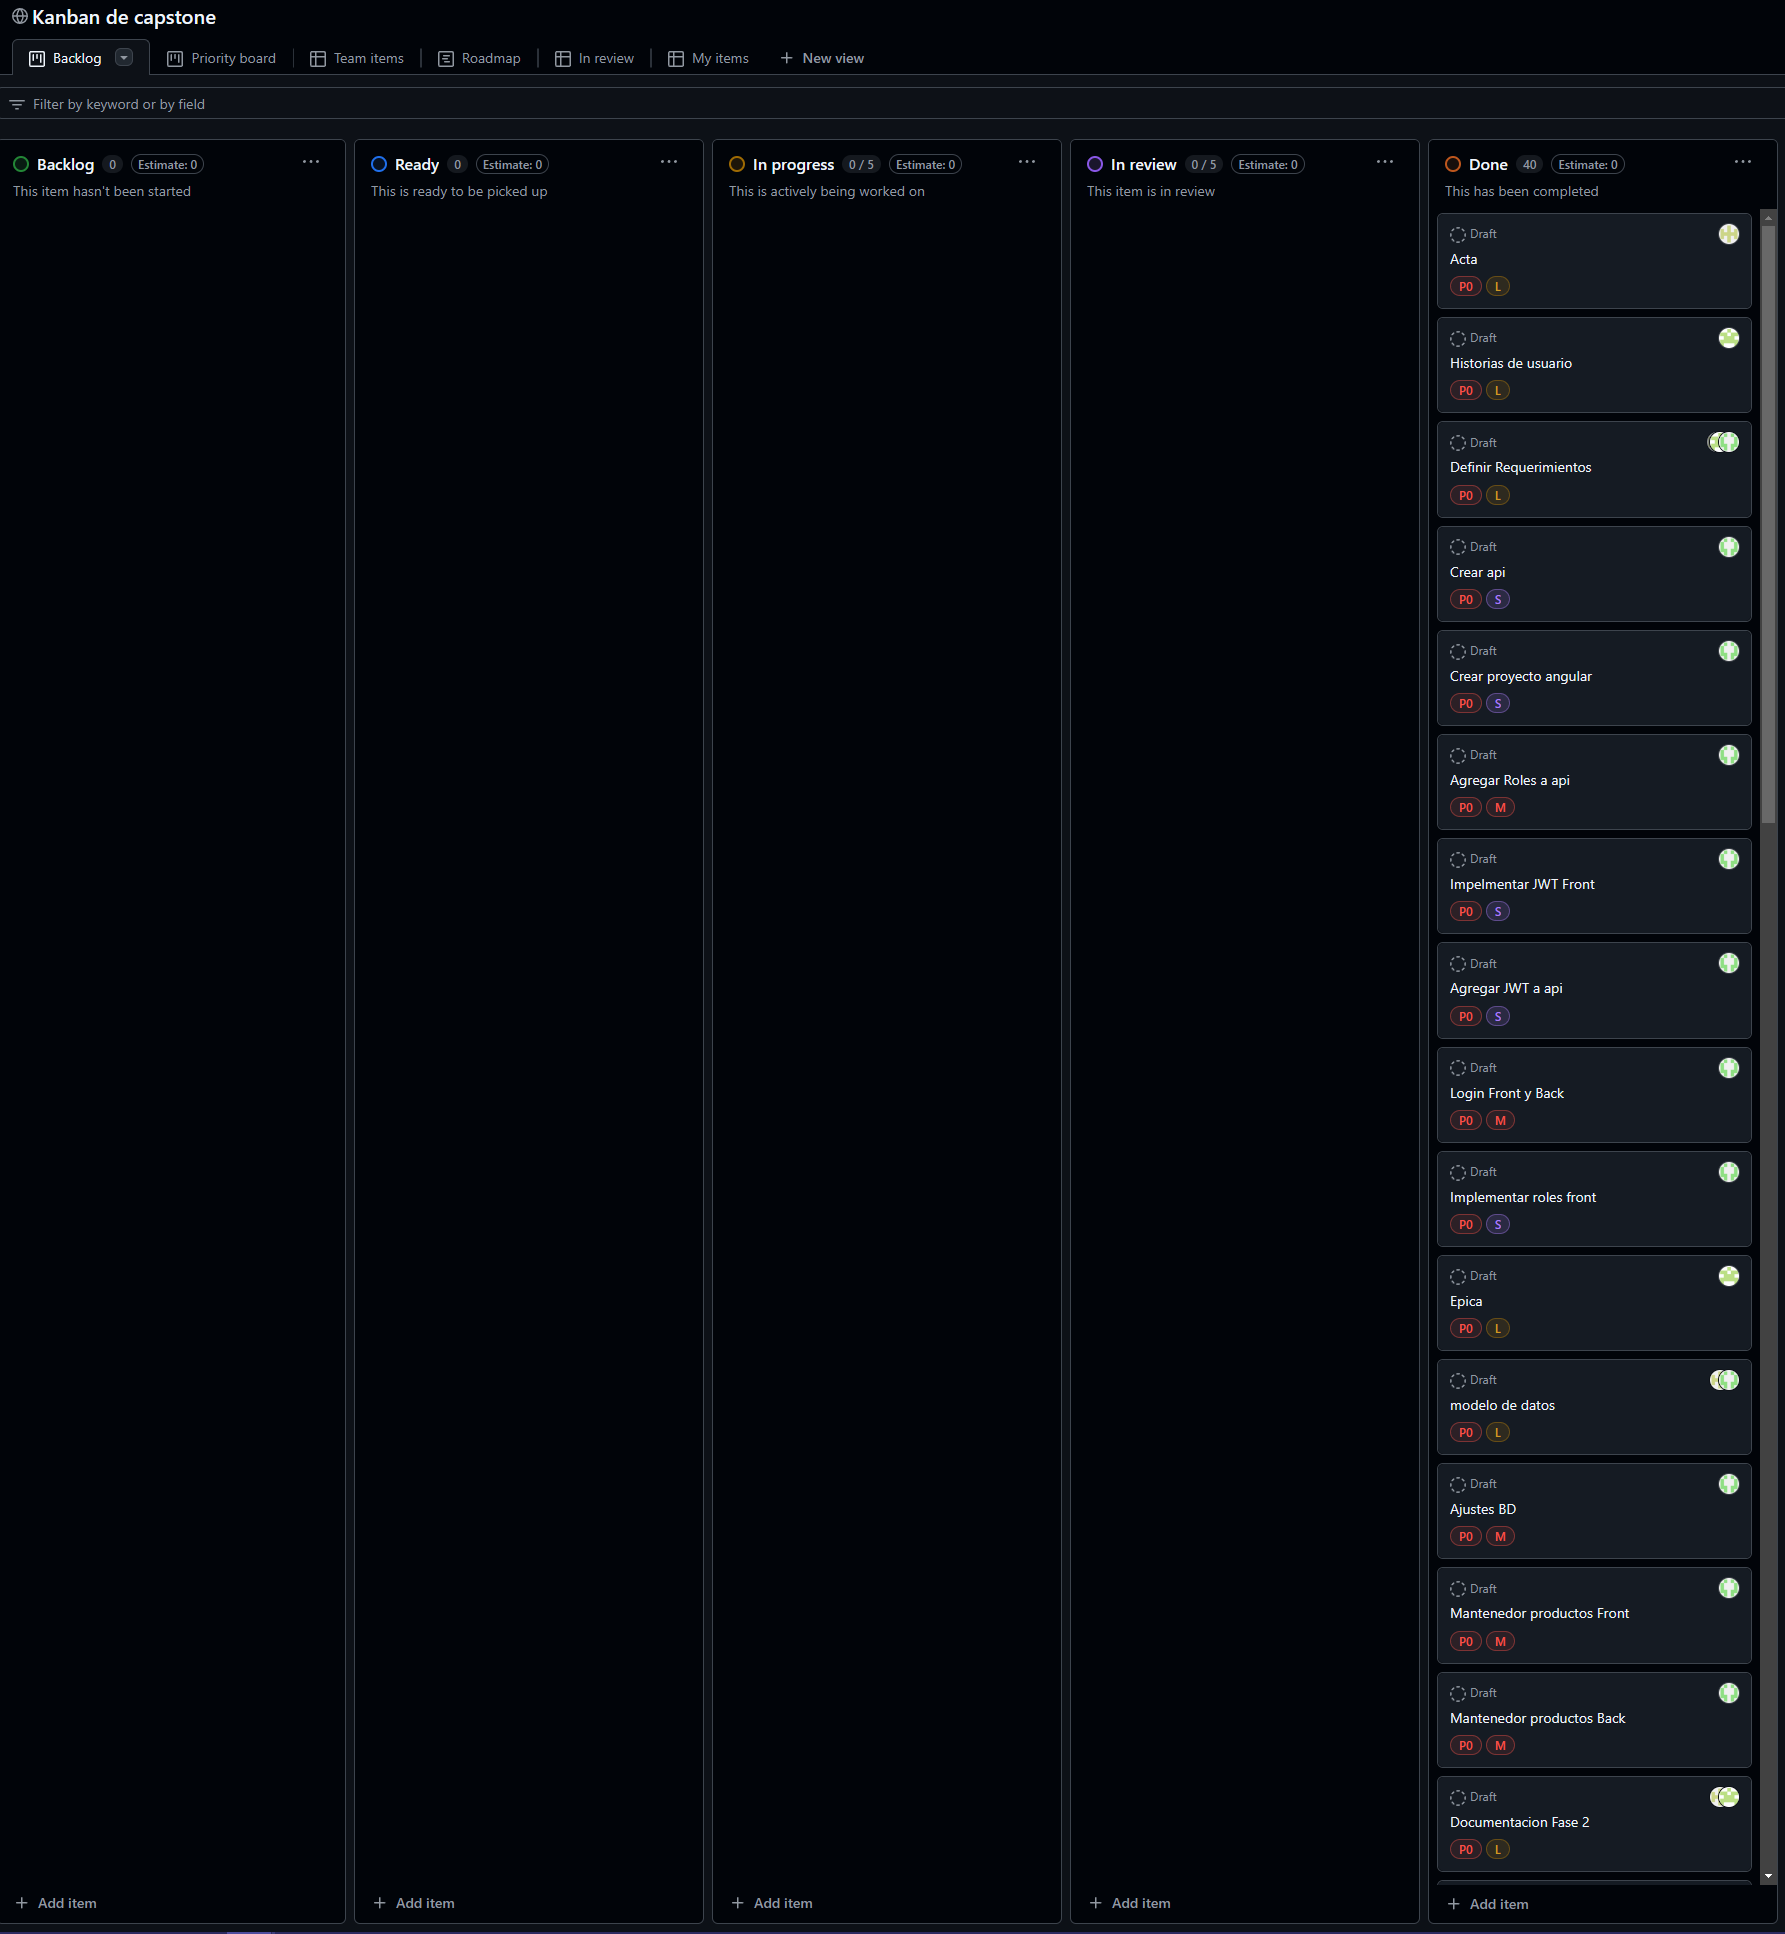 Kanban de capstone
Backlog
Priority board
Team items
Roadmap
In review
My items
New view
Filter by keyword or by field
Backlog 0 Estimate: 0
This item hasn't been started
Ready 0 Estimate: 0
This is ready to be picked up
In progress 0 / 5 Estimate: 0
This is actively being worked on
In review 0 / 5 Estimate: 0
This item is in review
Done 40 Estimate: 0
This has been completed
Draft
Acta
P0 L
Draft
Historias de usuario
P0 L
Draft
Definir Requerimientos
P0 L
Draft
Crear api
P0 S
Draft
Crear proyecto angular
P0 S
Draft
Agregar Roles a api
P0 M
Draft
Impelmentar JWT Front
P0 S
Draft
Agregar JWT a api
P0 S
Draft
Login Front y Back
P0 M
Draft
Implementar roles front
P0 S
Draft
Epica
P0 L
Draft
modelo de datos
P0 L
Draft
Ajustes BD
P0 M
Draft
Mantenedor productos Front
P0 M
Draft
Mantenedor productos Back
P0 M
Draft
Documentacion Fase 2
P0 L
Add item
Add item
Add item
Add item
Add item